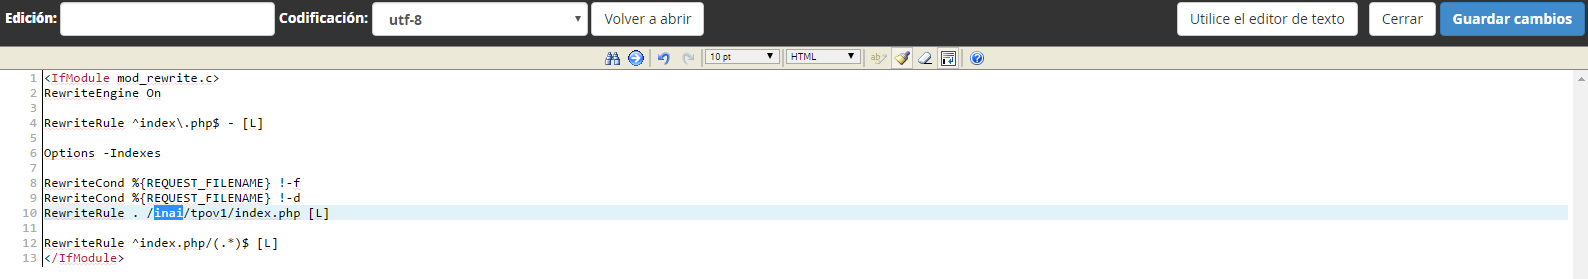 Edición: Codificación: utf-8 Volver a abrir Utilice el editor de texto Cerrar Guardar cambios
10 pt HTML ab
1 <IfModule mod_rewrite.c>
2 RewriteEngine On
3
4 RewriteRule ^index\.php$ - [L]
5
6 Options -Indexes
7
8 RewriteCond %{REQUEST_FILENAME} !-f
9 RewriteCond %{REQUEST_FILENAME} !-d
10 RewriteRule . /inai/tpov1/index.php [L]
11
12 RewriteRule ^index.php/(.*)$ [L]
13 </IfModule>